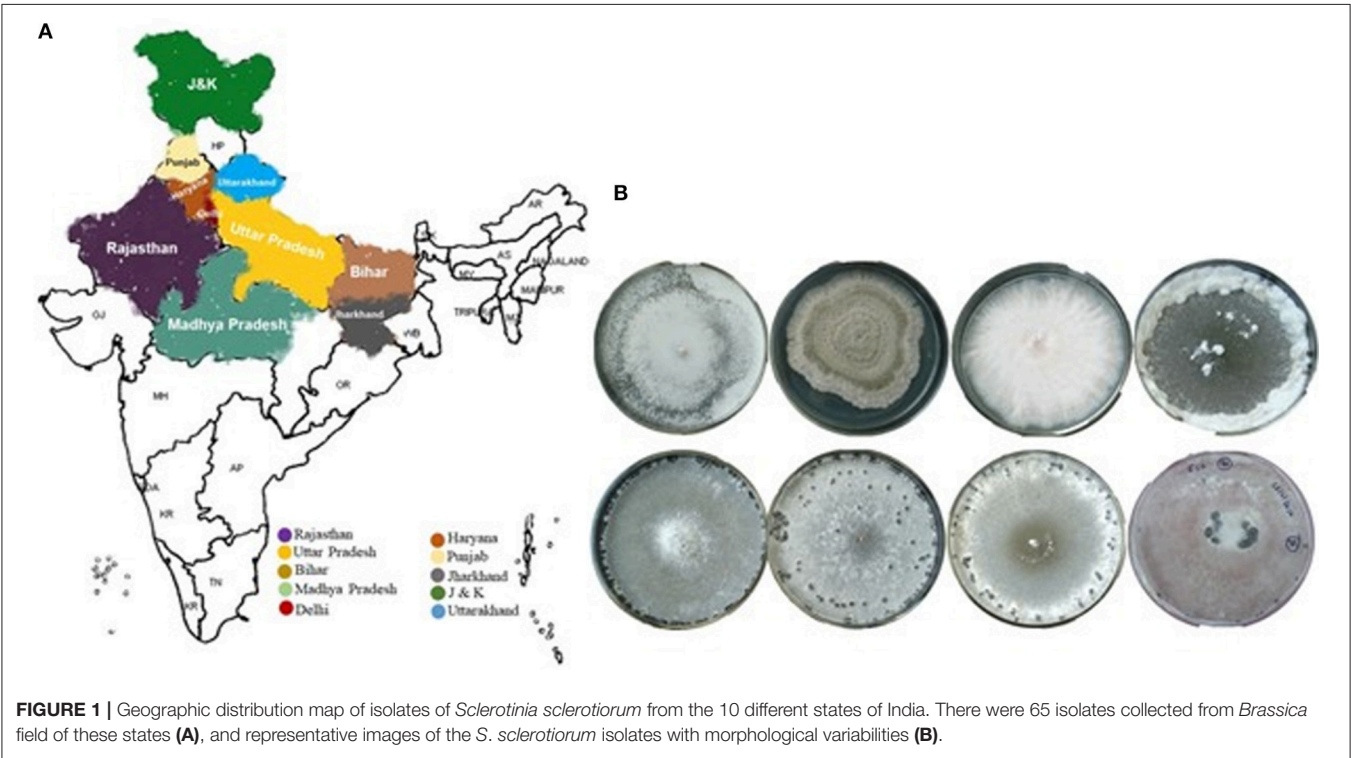 A
J&K
HP
Punjab
Haryana
Uttarakhand
Delhi
Rajasthan
Uttar Pradesh
Bihar
AR
AS
NAGALAND
MANIPUR
GJ
Madhya Pradesh
Jharkhand
WB
MH
OR
AP
KR
TN
Rajasthan
Uttar Pradesh
Bihar
Madhya Pradesh
Delhi
Haryana
Punjab
Jharkhand
J & K
Uttarakhand
B
FIGURE 1 | Geographic distribution map of isolates of Sclerotinia sclerotiorum from the 10 different states of India. There were 65 isolates collected from Brassica
field of these states (A), and representative images of the S. sclerotiorum isolates with morphological variabilities (B).